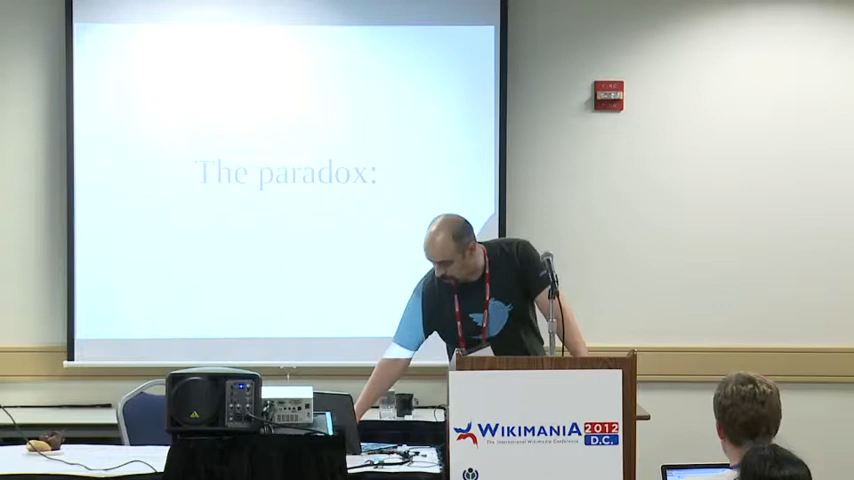 The paradox:
WIKIMANIA 2012
The International Wikimedia Conference D.C.